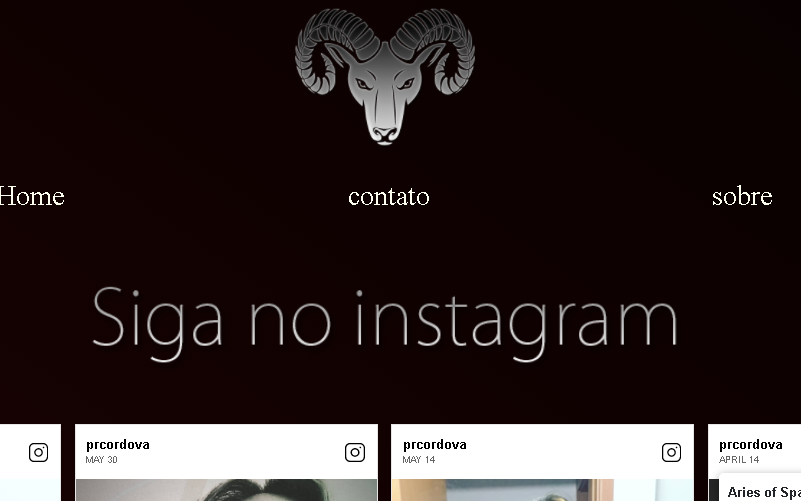 Home contato sobre
Siga no instagram
prcordova
MAY 30
prcordova
MAY 14
prcordova
APRIL 14
Aries of Spa